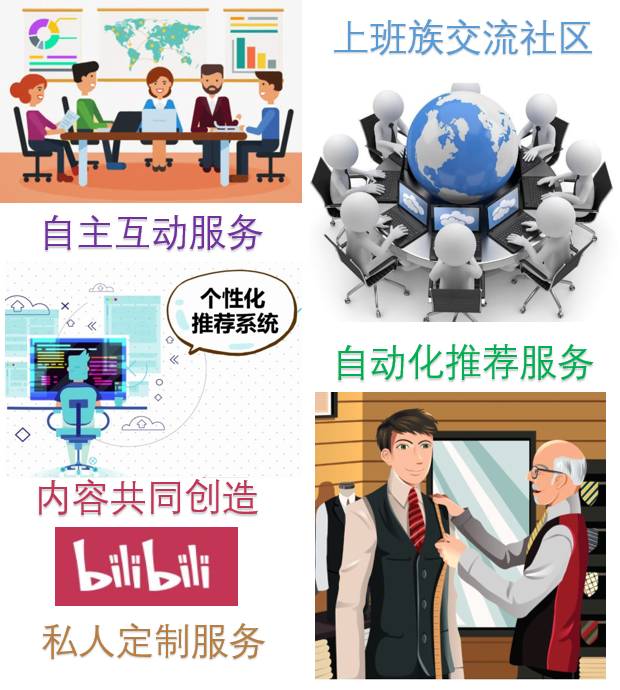 上班族交流社区
自主互动服务
个性化
推荐系统
自动化推荐服务
内容共同创造
bilibili
私人定制服务